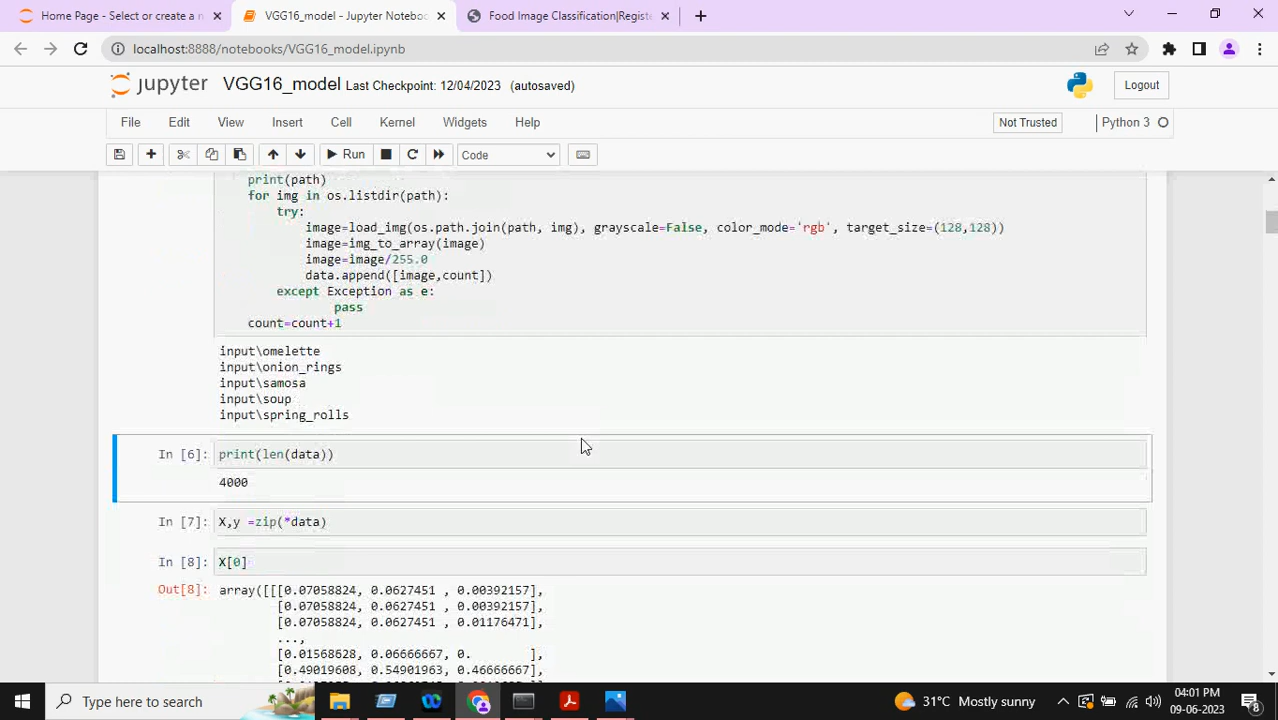 Home Page - Select or create a n
VGG16_model - Jupyter Noteboo
Food Image Classification|Registe
localhost:8888/notebooks/VGG16_model.ipynb
jupyter VGG16_model Last Checkpoint: 12/04/2023 (autosaved)
Logout
File Edit View Insert Cell Kernel Widgets Help
Not Trusted
Python 3
Run
Code
print(path)
for img in os.listdir(path):
try:
image=load_img(os.path.join(path, img), grayscale=False, color_mode='rgb', target_size=(128,128))
image=img_to_array(image)
image=image/255.0
data.append([image,count])
except Exception as e:
pass
count=count+1
input\omelette
input\onion_rings
input\samosa
input\soup
input\spring_rolls
In [6]: print(len(data))
4000
In [7]: X,y =zip(*data)
In [8]: X[0]
Out[8]: array([[[0.07058824, 0.0627451 , 0.00392157],
[0.07058824, 0.0627451 , 0.00392157],
[0.07058824, 0.0627451 , 0.01176471],
...,
[0.01568628, 0.06666667, 0. ],
[0.49019608, 0.54901963, 0.46666667],
Type here to search
31°C Mostly sunny
04:01 PM
09-06-2023
8